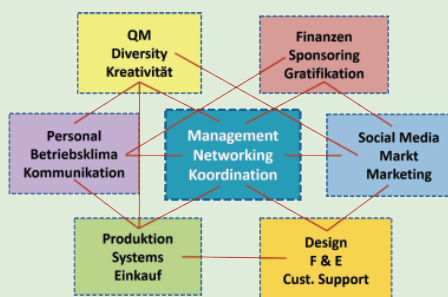 QM
Diversity
Kreativität
Finanzen
Sponsoring
Gratifikation
Personal
Betriebsklima
Kommunikation
Management
Networking
Koordination
Social Media
Markt
Marketing
Produktion
Systems
Einkauf
Design
F & E
Cust. Support